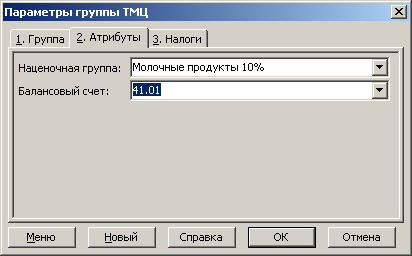 Параметры группы ТМЦ
1. Группа 2. Атрибуты 3. Налоги
Наценочная группа: Молочные продукты 10%
Балансовый счет: 41.01
Меню Новый Справка OK Отмена